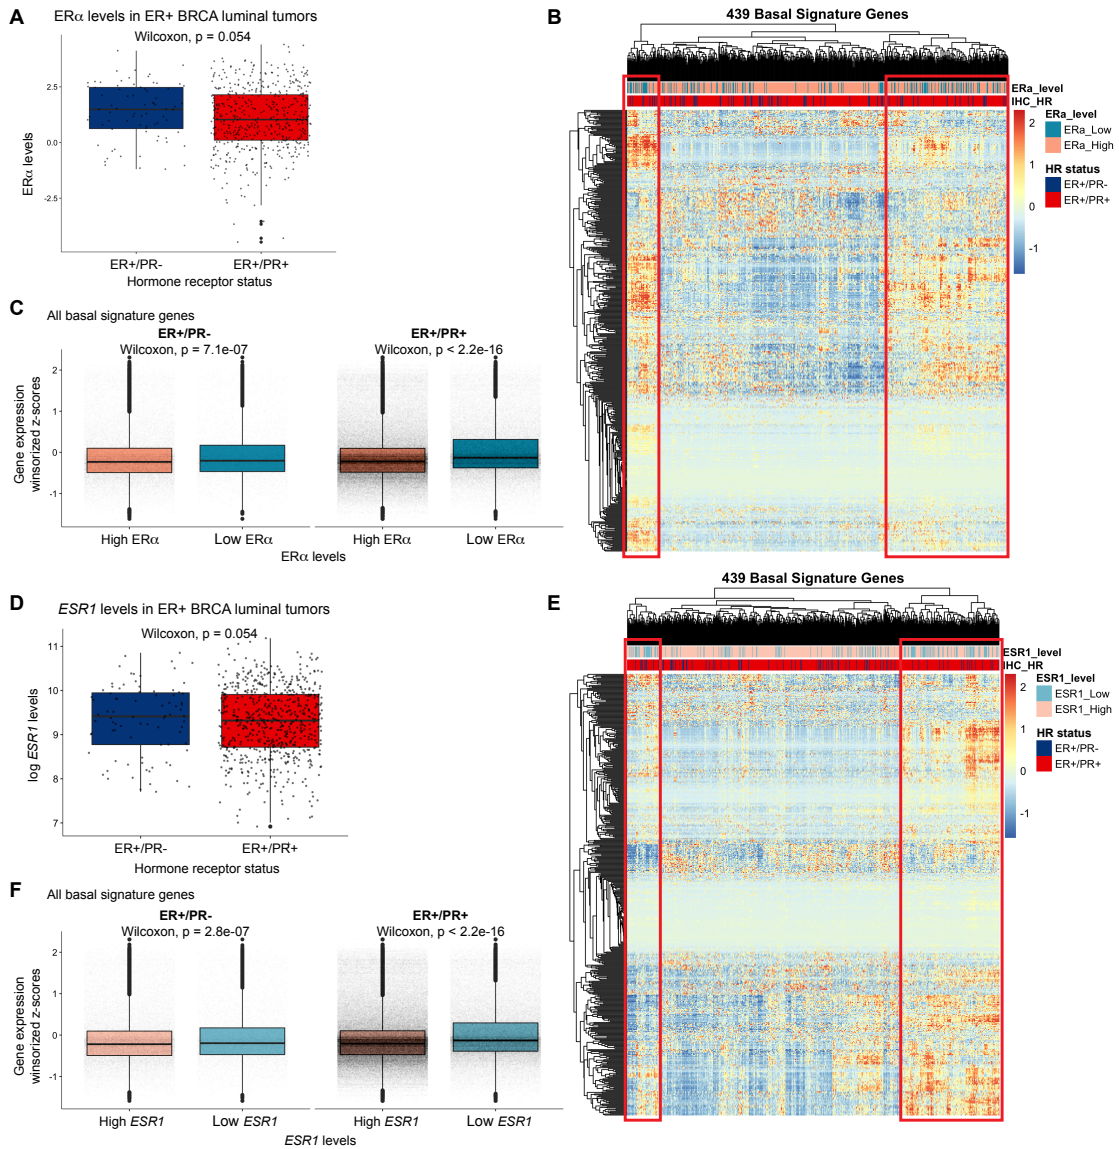 A
ERα levels in ER+ BRCA luminal tumors
Wilcoxon, p = 0.054
2.5
0.0
-2.5
ERα levels
ER+/PR-
ER+/PR+
Hormone receptor status
B
439 Basal Signature Genes
ERa_level
IHC_HR
2
1
0
-1
ERa_level
ERa_Low
ERa_High
HR status
ER+/PR-
ER+/PR+
C
All basal signature genes
ER+/PR-
ER+/PR+
Wilcoxon, p = 7.1e-07
Wilcoxon, p < 2.2e-16
2
1
0
-1
Gene expression
winsorized z-scores
High ERα
Low ERα
High ERα
Low ERα
ERα levels
D
ESR1 levels in ER+ BRCA luminal tumors
Wilcoxon, p = 0.054
11
10
9
8
7
log ESR1 levels
ER+/PR-
ER+/PR+
Hormone receptor status
E
439 Basal Signature Genes
ESR1_level
IHC_HR
2
1
0
-1
ESR1_level
ESR1_Low
ESR1_High
HR status
ER+/PR-
ER+/PR+
F
All basal signature genes
ER+/PR-
ER+/PR+
Wilcoxon, p = 2.8e-07
Wilcoxon, p < 2.2e-16
2
1
0
-1
Gene expression
winsorized z-scores
High ESR1
Low ESR1
High ESR1
Low ESR1
ESR1 levels